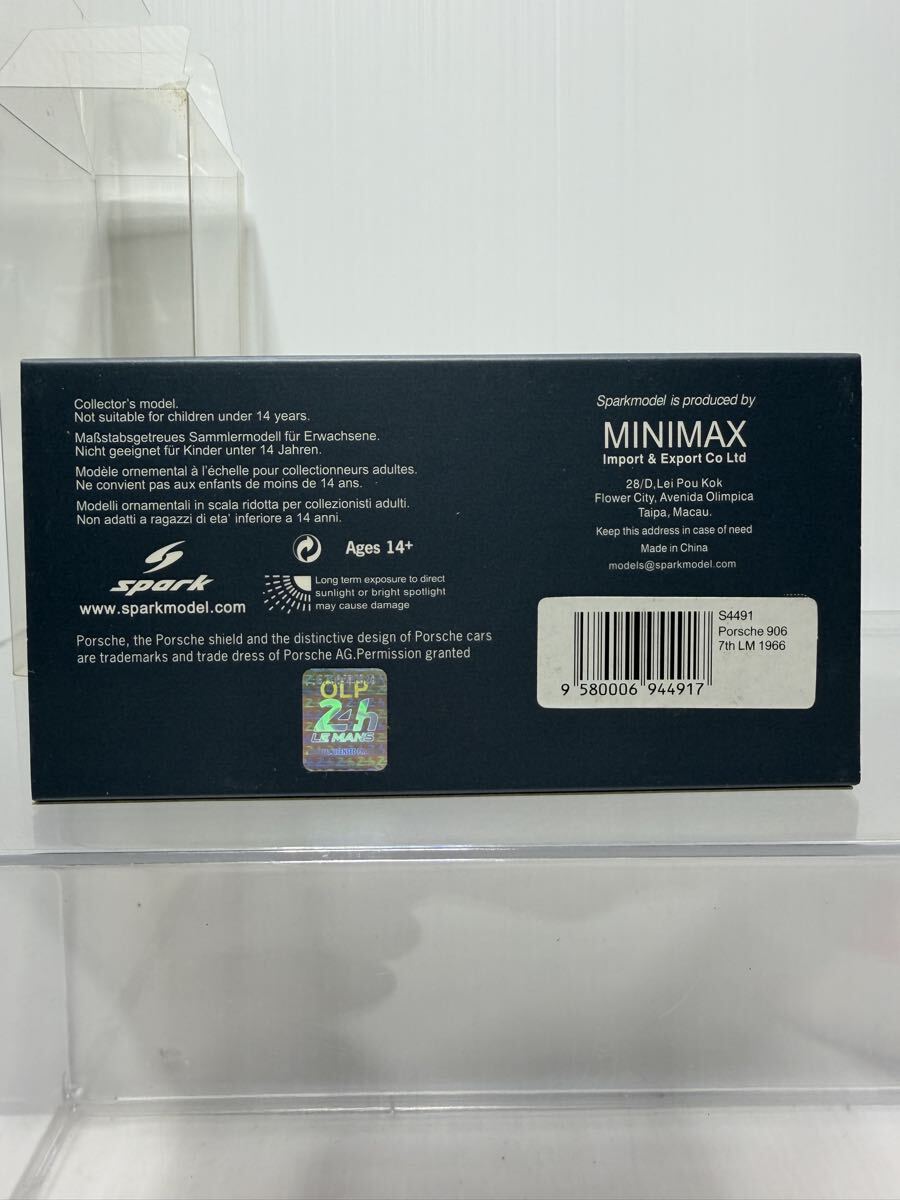 Collector's model.
Not suitable for children under 14 years.
Maßstabsgetreues Sammlermodell für Erwachsene.
Nicht geeignet für Kinder unter 14 Jahren.
Modèle ornemental à l'échelle pour collectionneurs adultes.
Ne convient pas aux enfants de moins de 14 ans.
Modelli ornamentali in scala ridotta per collezionisti adulti.
Non adatti a ragazzi di eta' inferiore a 14 anni.
spark
www.sparkmodel.com
Ages 14+
Long term exposure to direct
sunlight or bright spotlight
may cause damage
Porsche, the Porsche shield and the distinctive design of Porsche cars
are trademarks and trade dress of Porsche AG.Permission granted
OLP
24h
LE MANS
Sparkmodel is produced by
MINIMAX
Import & Export Co Ltd
28/D,Lei Pou Kok
Flower City, Avenida Olimpica
Taipa, Macau.
Keep this address in case of need
Made in China
models@sparkmodel.com
S4491
Porsche 906
7th LM 1966
9 580006 944917